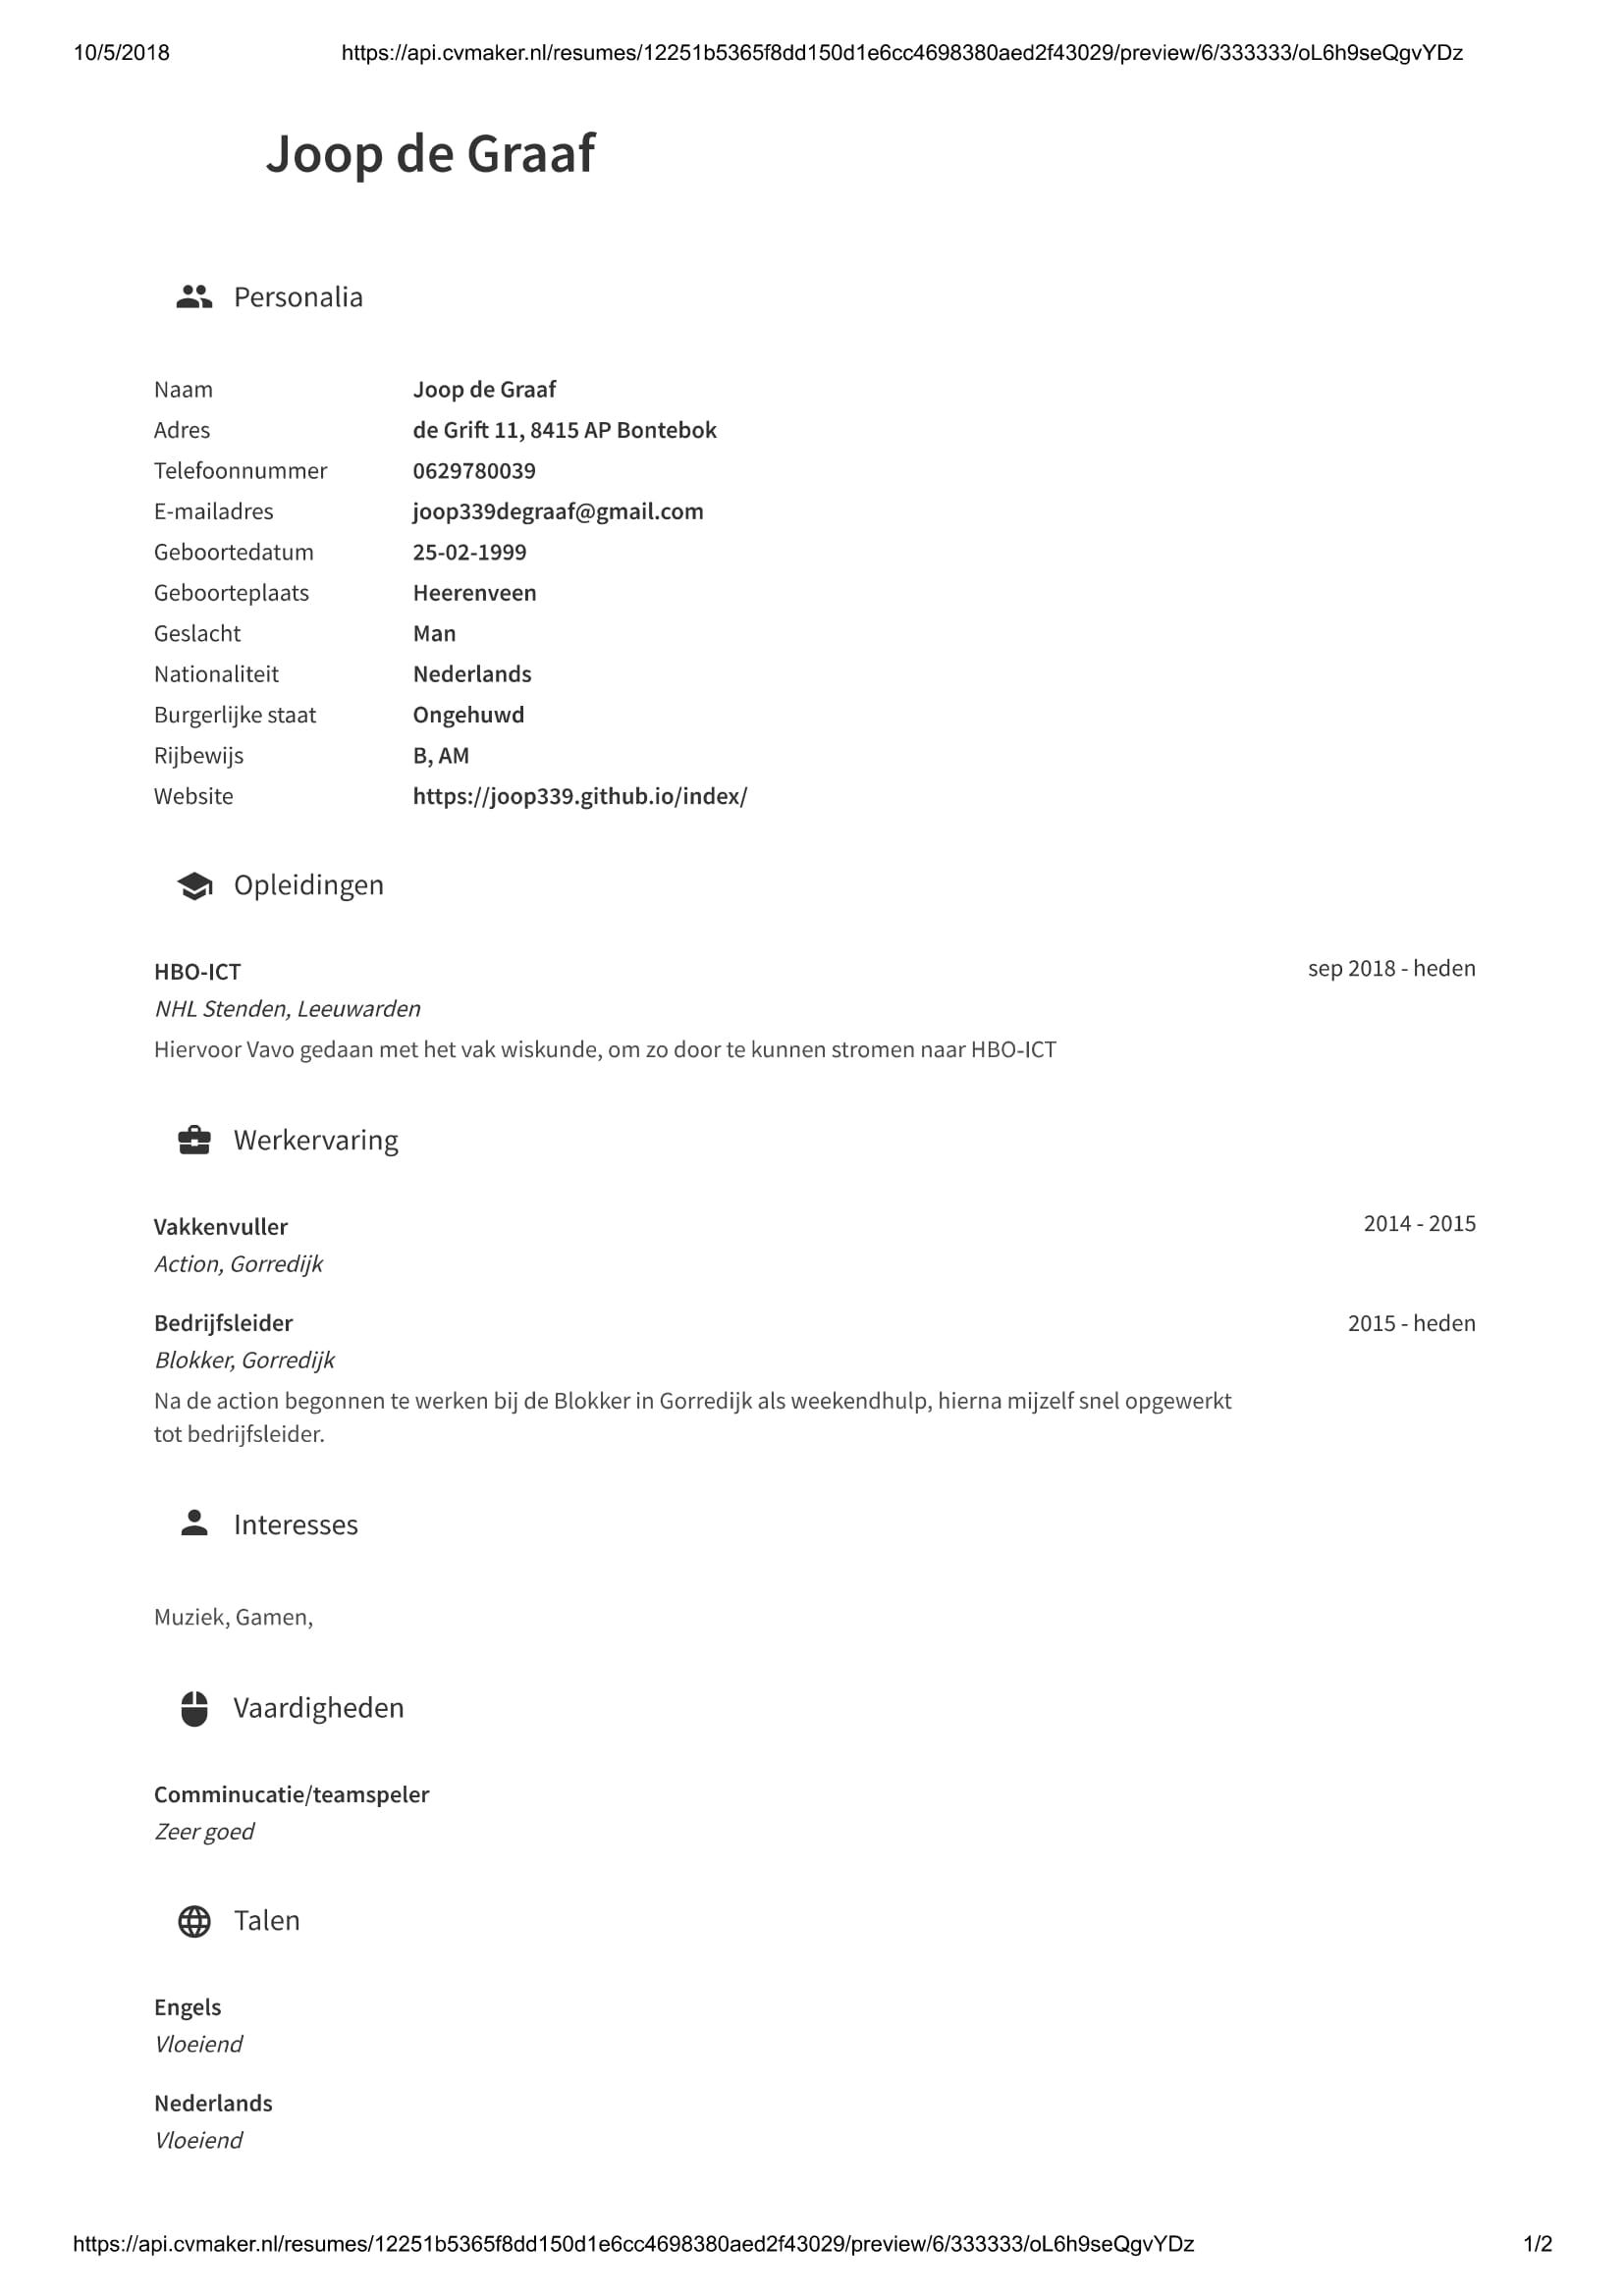 10/5/2018 https://api.cvmaker.nl/resumes/12251b5365f8dd150d1e6cc4698380aed2f43029/preview/6/333333/oL6h9seQgvYDz
Joop de Graaf
Personalia
Naam Joop de Graaf
Adres de Grift 11, 8415 AP Bontebok
Telefoonnummer 0629780039
E-mailadres joop339degraaf@gmail.com
Geboortedatum 25-02-1999
Geboorteplaats Heerenveen
Geslacht Man
Nationaliteit Nederlands
Burgerlijke staat Ongehuwd
Rijbewijs B, AM
Website https://joop339.github.io/index/
Opleidingen
HBO-ICT sep 2018 - heden
NHL Stenden, Leeuwarden
Hiervoor Vavo gedaan met het vak wiskunde, om zo door te kunnen stromen naar HBO-ICT
Werkervaring
Vakkenvuller 2014 - 2015
Action, Gorredijk
Bedrijfsleider 2015 - heden
Blokker, Gorredijk
Na de action begonnen te werken bij de Blokker in Gorredijk als weekendhulp, hierna mijzelf snel opgewerkt
tot bedrijfsleider.
Interesses
Muziek, Gamen,
Vaardigheden
Comminucatie/teamspeler
Zeer goed
Talen
Engels
Vloeiend
Nederlands
Vloeiend
https://api.cvmaker.nl/resumes/12251b5365f8dd150d1e6cc4698380aed2f43029/preview/6/333333/oL6h9seQgvYDz 1/2